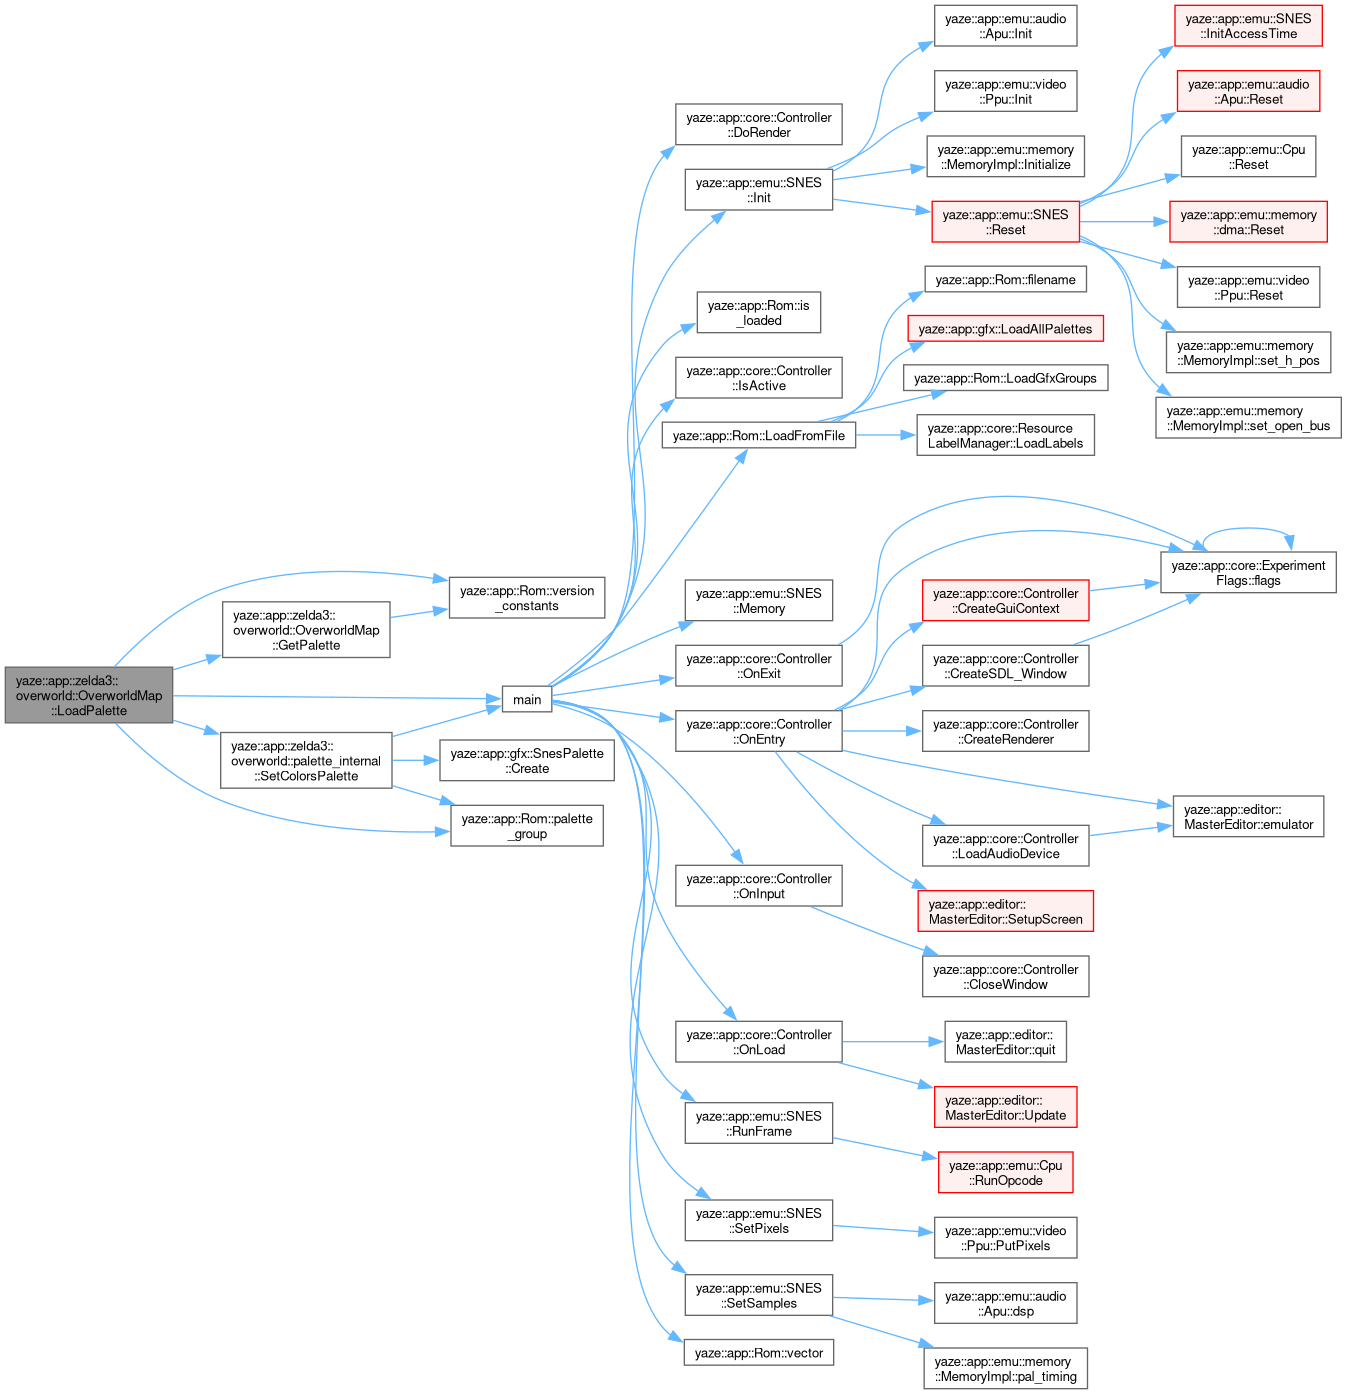 yaze::app::zelda3::
overworld::OverworldMap
::LoadPalette
yaze::app::Rom::version
_constants
yaze::app::zelda3::
overworld::OverworldMap
::GetPalette
main
yaze::app::zelda3::
overworld::palette_internal
::SetColorsPalette
yaze::app::gfx::SnesPalette
::Create
yaze::app::Rom::palette
_group
yaze::app::core::Controller
::DoRender
yaze::app::emu::SNES
::Init
yaze::app::Rom::is
_loaded
yaze::app::core::Controller
::IsActive
yaze::app::Rom::LoadFromFile
yaze::app::emu::SNES
::Memory
yaze::app::core::Controller
::OnExit
yaze::app::core::Controller
::OnEntry
yaze::app::core::Controller
::OnInput
yaze::app::core::Controller
::OnLoad
yaze::app::emu::SNES
::RunFrame
yaze::app::emu::SNES
::SetPixels
yaze::app::emu::SNES
::SetSamples
yaze::app::Rom::vector
yaze::app::emu::audio
::Apu::Init
yaze::app::emu::video
::Ppu::Init
yaze::app::emu::memory
::MemoryImpl::Initialize
yaze::app::emu::SNES
::Reset
yaze::app::Rom::filename
yaze::app::gfx::LoadAllPalettes
yaze::app::Rom::LoadGfxGroups
yaze::app::core::Resource
LabelManager::LoadLabels
yaze::app::core::Controller
::CreateGuiContext
yaze::app::core::Controller
::CreateSDL_Window
yaze::app::core::Controller
::CreateRenderer
yaze::app::core::Controller
::LoadAudioDevice
yaze::app::editor::
MasterEditor::SetupScreen
yaze::app::core::Controller
::CloseWindow
yaze::app::editor::
MasterEditor::quit
yaze::app::editor::
MasterEditor::Update
yaze::app::emu::Cpu
::RunOpcode
yaze::app::emu::video
::Ppu::PutPixels
yaze::app::emu::audio
::Apu::dsp
yaze::app::emu::memory
::MemoryImpl::pal_timing
yaze::app::emu::SNES
::InitAccessTime
yaze::app::emu::audio
::Apu::Reset
yaze::app::emu::Cpu
::Reset
yaze::app::emu::memory
::dma::Reset
yaze::app::emu::video
::Ppu::Reset
yaze::app::emu::memory
::MemoryImpl::set_h_pos
yaze::app::emu::memory
::MemoryImpl::set_open_bus
yaze::app::core::Experiment
Flags::flags
yaze::app::editor::
MasterEditor::emulator